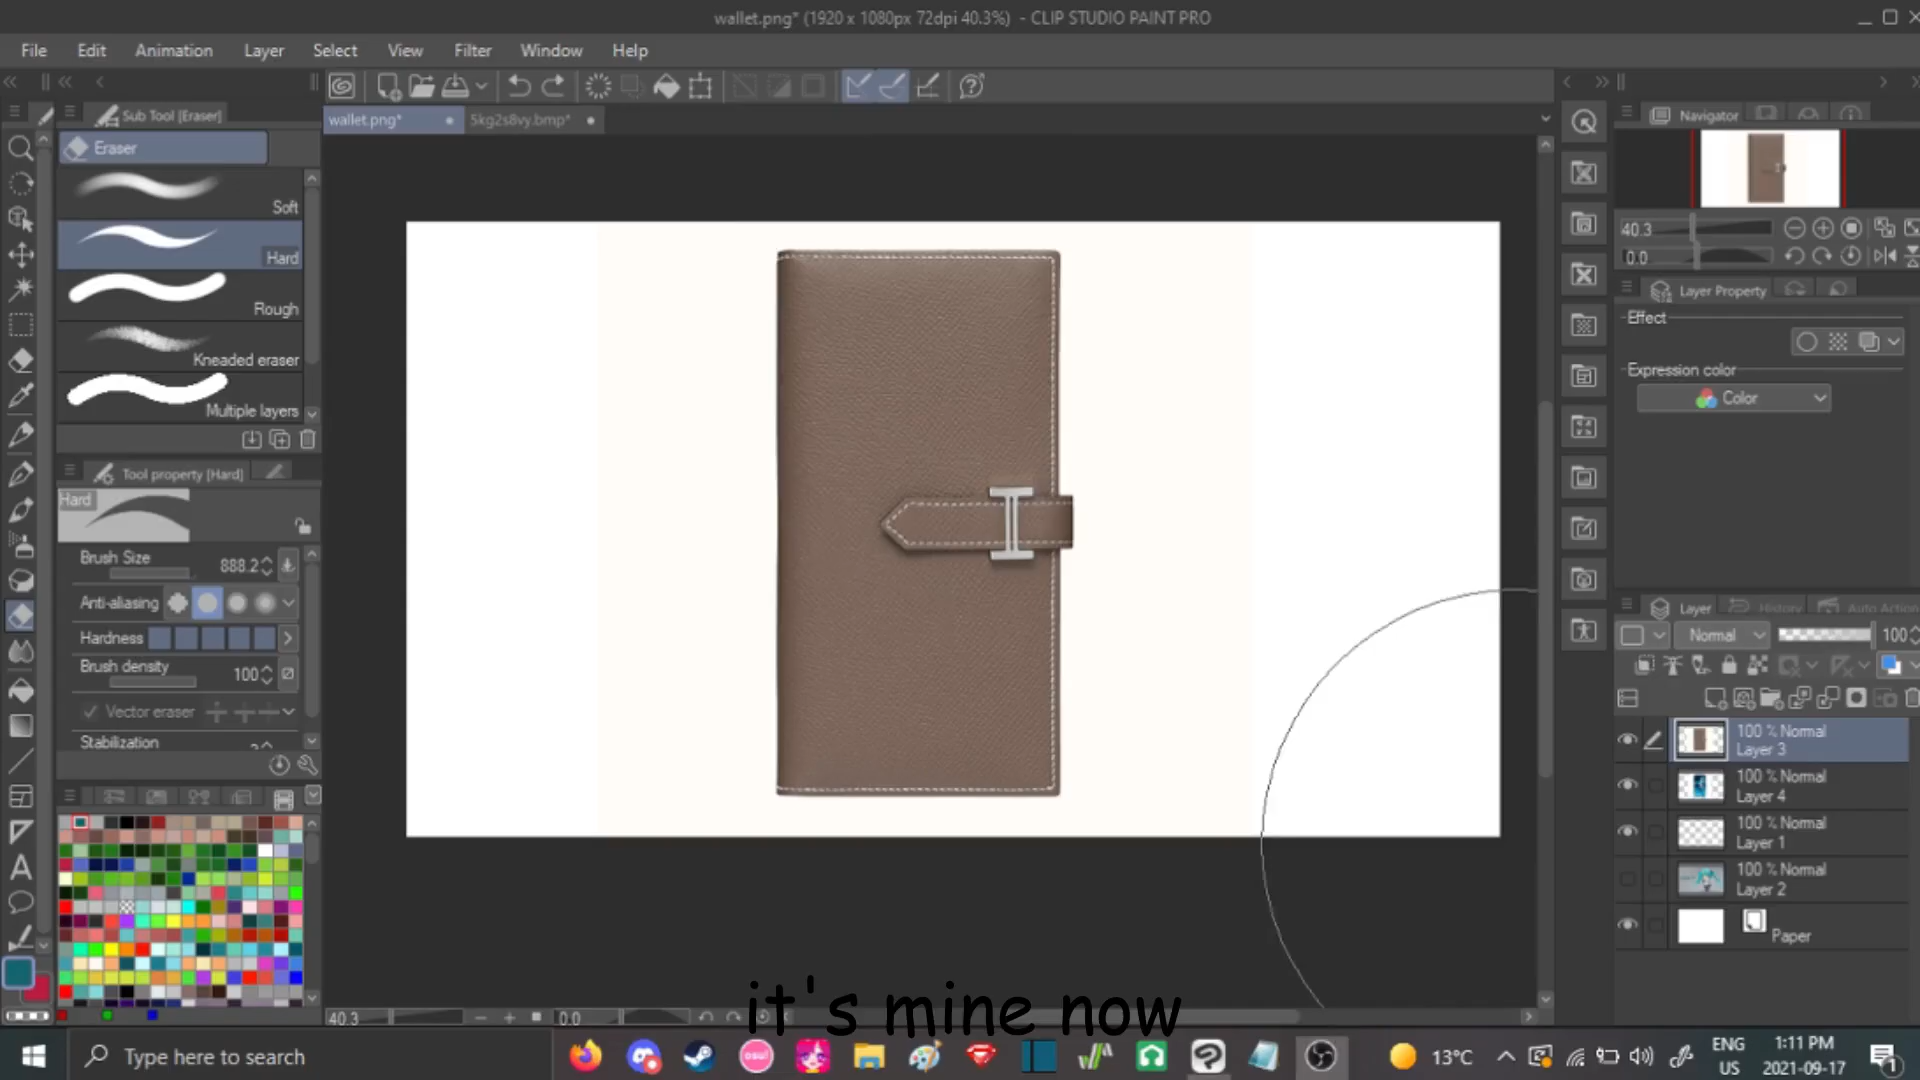 wallet.png* (1920 x 1080px 72dpi 40.3%) - CLIP STUDIO PAINT PRO
File Edit Animation Layer Select View Filter Window Help
Sub Tool [Eraser]
wallet.png*
5kg2s8vy.bmp*
Navigator
Eraser
Soft
Hard
Rough
Kneaded eraser
Multiple layers
Tool property [Hard]
Hard
Brush Size 888.2
Anti-aliasing
Hardness
Brush density 100
Vector eraser
Stabilization
40.3
0.0
Layer Property
Effect
Expression color
Color
Layer History Auto Action
Normal 100
100 % Normal
Layer 3
100 % Normal
Layer 4
100 % Normal
Layer 1
100 % Normal
Layer 2
Paper
40.3 0.0
it's mine now
Type here to search
osu!
13°C
ENG
US
1:11 PM
2021-09-17
1